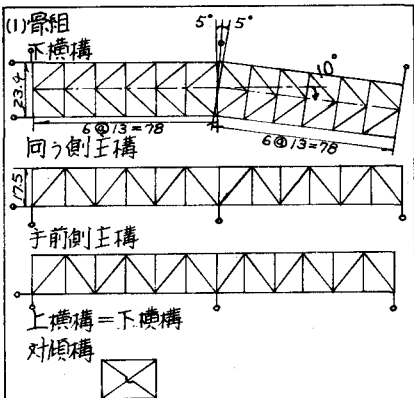 (1)骨組
下横構
5° 5°
10°
23.4
6@13=78
6@13=78
向う側主構
17.5
手前側主構
上横構=下横構
対傾構